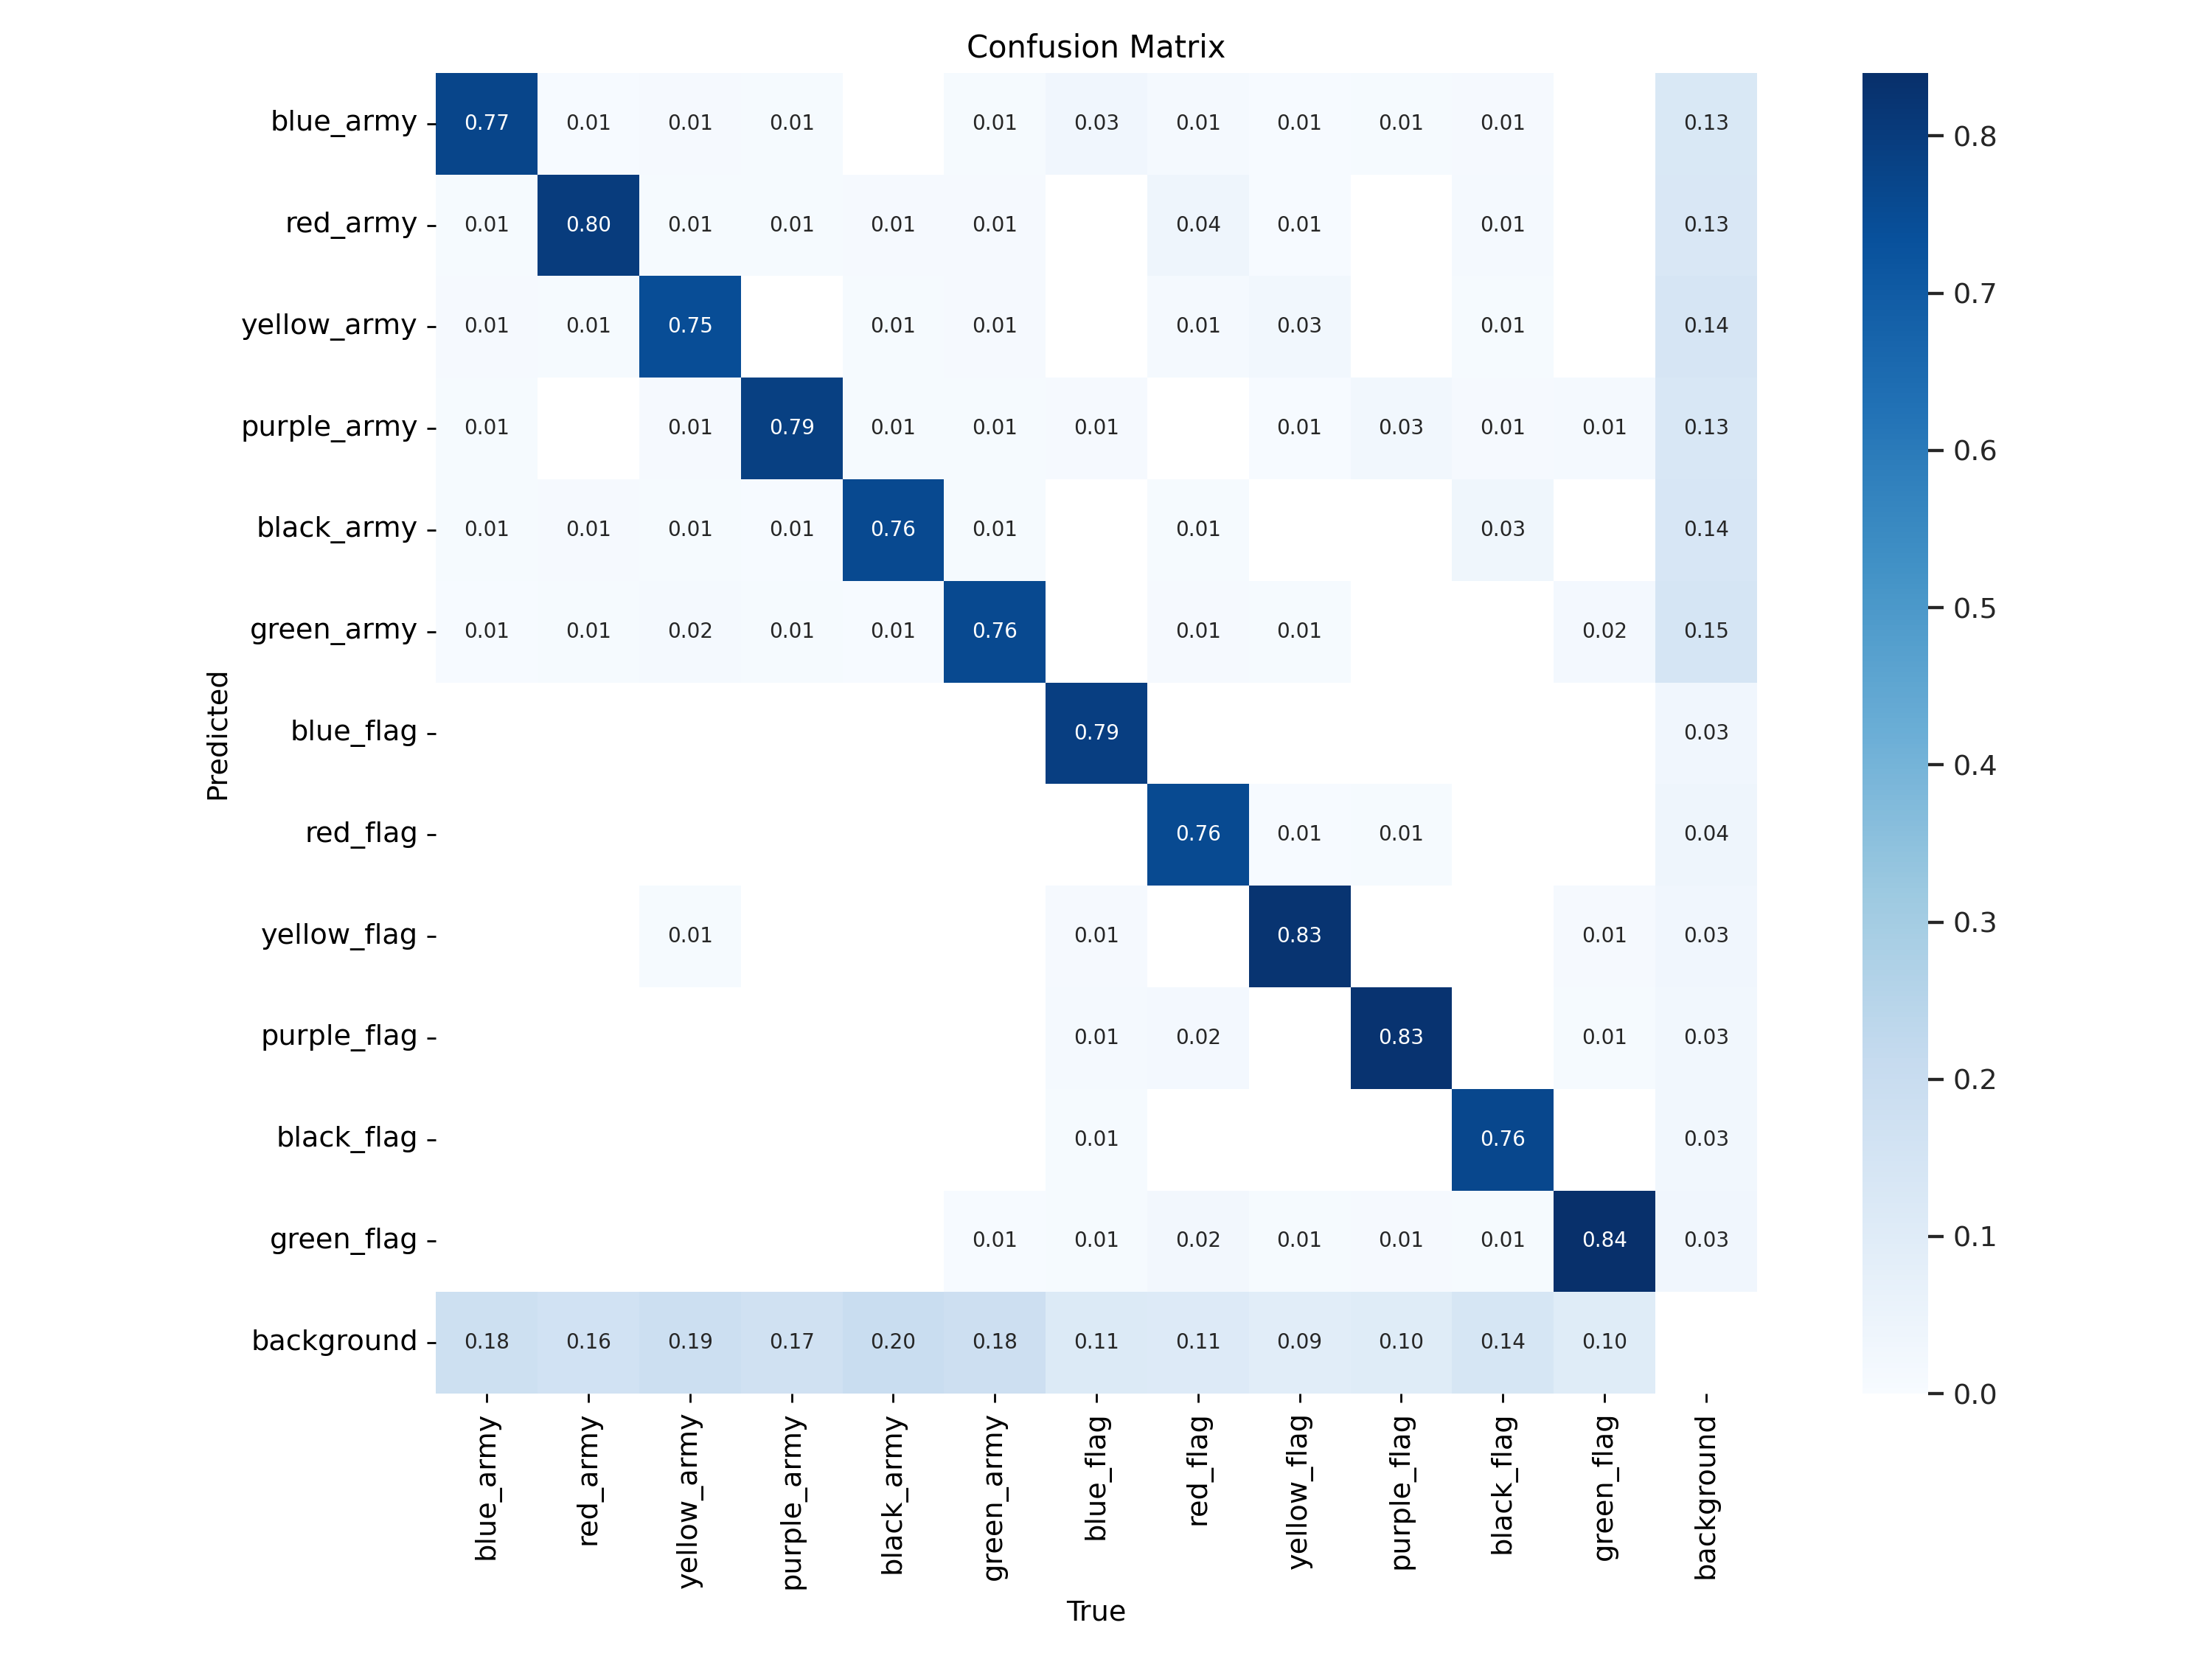 Confusion Matrix
blue_army 0.77 0.01 0.01 0.01 0.01 0.03 0.01 0.01 0.01 0.01 0.13
red_army 0.01 0.80 0.01 0.01 0.01 0.01 0.04 0.01 0.01 0.13
yellow_army 0.01 0.01 0.75 0.01 0.01 0.01 0.03 0.01 0.14
purple_army 0.01 0.01 0.79 0.01 0.01 0.01 0.01 0.03 0.01 0.01 0.13
black_army 0.01 0.01 0.01 0.01 0.76 0.01 0.01 0.03 0.14
green_army 0.01 0.01 0.02 0.01 0.01 0.76 0.01 0.01 0.02 0.15
blue_flag 0.79 0.03
red_flag 0.76 0.01 0.01 0.04
yellow_flag 0.01 0.01 0.83 0.01 0.03
purple_flag 0.01 0.02 0.83 0.01 0.03
black_flag 0.01 0.76 0.03
green_flag 0.01 0.01 0.02 0.01 0.01 0.01 0.84 0.03
background 0.18 0.16 0.19 0.17 0.20 0.18 0.11 0.11 0.09 0.10 0.14 0.10
Predicted
blue_army
red_army
yellow_army
purple_army
black_army
green_army
blue_flag
red_flag
yellow_flag
purple_flag
black_flag
green_flag
background
True
0.8
0.7
0.6
0.5
0.4
0.3
0.2
0.1
0.0